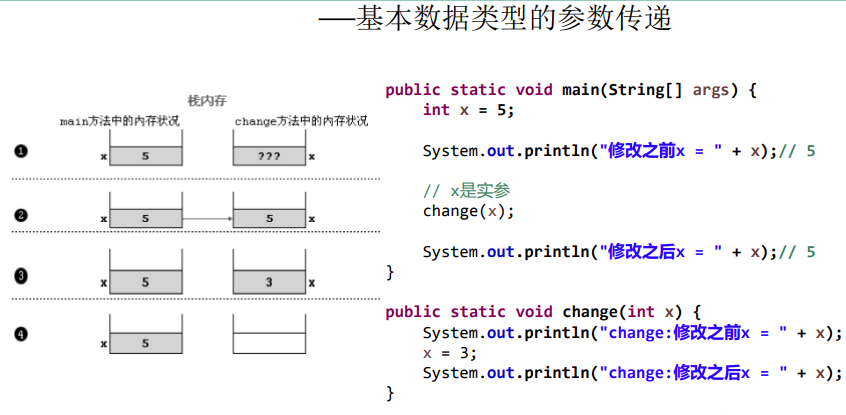 ——基本数据类型的参数传递
栈内存
main方法中的内存状况 change方法中的内存状况
❶ x 5 ??? x
❷ x 5 5 x
❸ x 5 3 x
❹ x 5
public static void main(String[] args) {
int x = 5;
System.out.println("修改之前x = " + x);// 5
// x是实参
change(x);
System.out.println("修改之后x = " + x);// 5
}
public static void change(int x) {
System.out.println("change:修改之前x = " + x);
x = 3;
System.out.println("change:修改之后x = " + x);
}